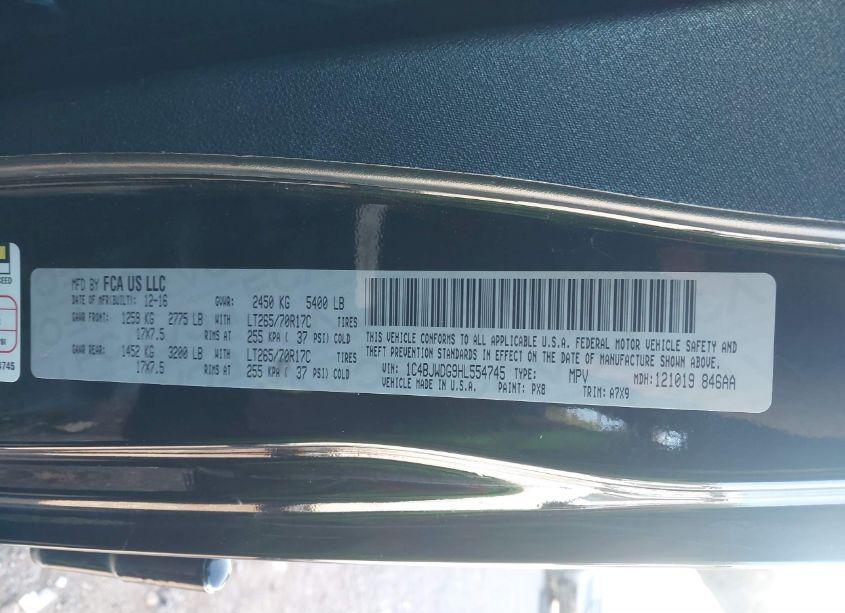 MFD BY FCA US LLC
DATE OF MFR(BUILT): 12-16 GVWR: 2450 KG 5400 LB
GAWR FRONT: 1259 KG 2775 LB WITH LT265/70R17C TIRES
17X7.5 RIMS AT 255 KPA ( 37 PSI) COLD
GAWR REAR: 1452 KG 3200 LB WITH LT265/70R17C TIRES
17X7.5 RIMS AT 255 KPA ( 37 PSI) COLD
THIS VEHICLE CONFORMS TO ALL APPLICABLE U.S.A. FEDERAL MOTOR VEHICLE SAFETY AND
THEFT PREVENTION STANDARDS IN EFFECT ON THE DATE OF MANUFACTURE SHOWN ABOVE.
VIN: 1C4BJWDG9HL554745 TYPE: MPV MDH:121019 846AA
VEHICLE MADE IN U.S.A. PAINT: PX8 TRIM: A7X9
CEED
4745